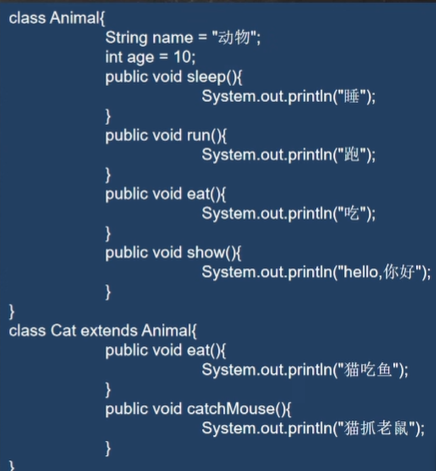 class Animal{
String name = "动物";
int age = 10;
public void sleep(){
System.out.println("睡");
}
public void run(){
System.out.println("跑");
}
public void eat(){
System.out.println("吃");
}
public void show(){
System.out.println("hello,你好");
}
}
class Cat extends Animal{
public void eat(){
System.out.println("猫吃鱼");
}
public void catchMouse(){
System.out.println("猫抓老鼠");
}
}